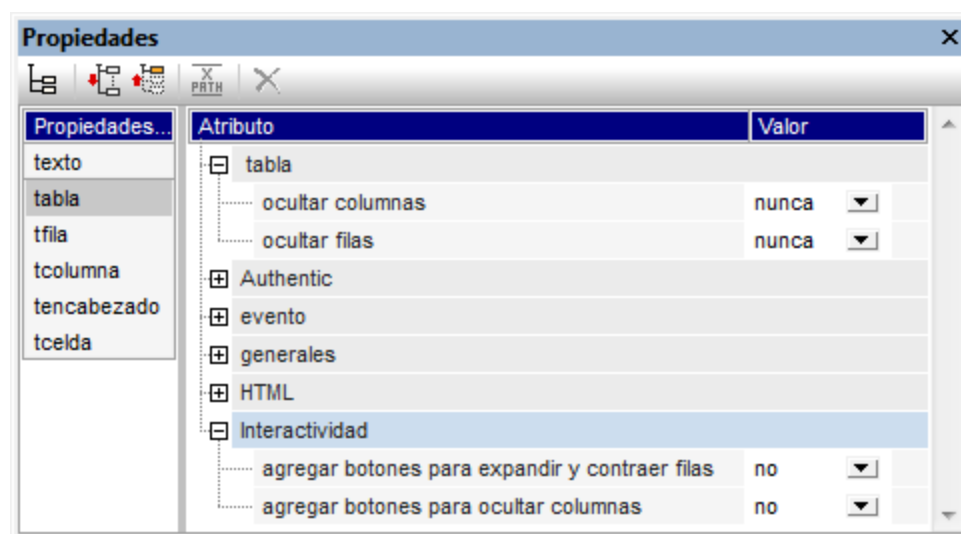 Propiedades
X
PATH
Propiedades...
Atributo Valor
texto
tabla
tfila
tcolumna
tencabezado
tcelda
tabla
ocultar columnas nunca
ocultar filas nunca
Authentic
evento
generales
HTML
Interactividad
agregar botones para expandir y contraer filas no
agregar botones para ocultar columnas no